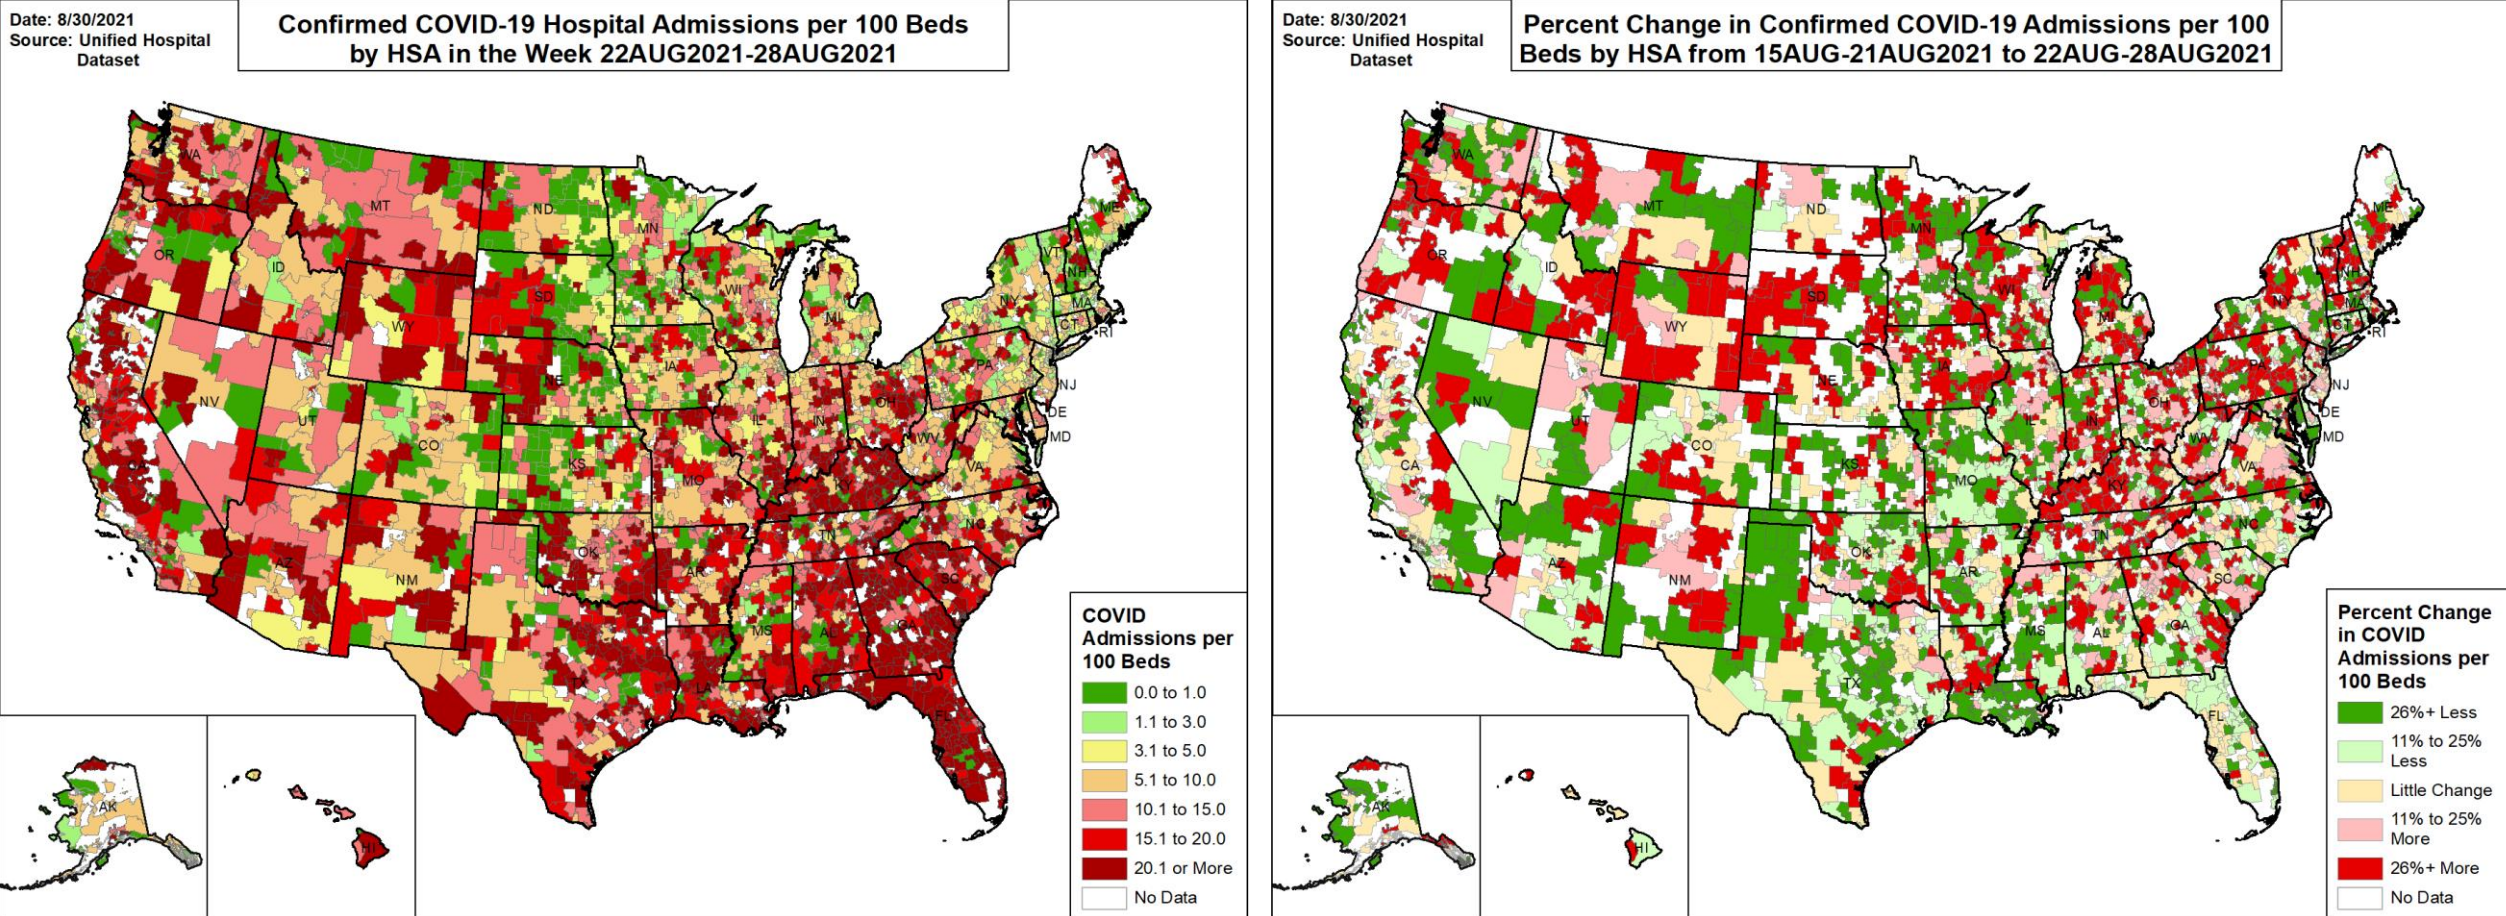 Date: 8/30/2021
Source: Unified Hospital
Dataset
Confirmed COVID-19 Hospital Admissions per 100 Beds
by HSA in the Week 22AUG2021-28AUG2021
WA
MT
ND
MN
ME
OR
ID
SD
WI
VT
NH
WY
MI
NY
MA
CT
RI
NV
UT
CO
NE
IA
IL
IN
OH
PA
NJ
DE
MD
CA
KS
MO
KY
WV
VA
AZ
NM
OK
AR
TN
NC
SC
TX
LA
MS
AL
GA
FL
AK
HI
COVID
Admissions per
100 Beds
0.0 to 1.0
1.1 to 3.0
3.1 to 5.0
5.1 to 10.0
10.1 to 15.0
15.1 to 20.0
20.1 or More
No Data
Date: 8/30/2021
Source: Unified Hospital
Dataset
Percent Change in Confirmed COVID-19 Admissions per 100
Beds by HSA from 15AUG-21AUG2021 to 22AUG-28AUG2021
WA
MT
ND
MN
ME
OR
ID
SD
WI
VT
NH
WY
MI
NY
MA
CT
RI
NV
UT
CO
NE
IA
IL
IN
OH
PA
NJ
DE
MD
CA
KS
MO
KY
WV
VA
AZ
NM
OK
AR
TN
NC
SC
TX
LA
MS
AL
GA
FL
AK
HI
Percent Change
in COVID
Admissions per
100 Beds
26%+ Less
11% to 25%
Less
Little Change
11% to 25%
More
26%+ More
No Data